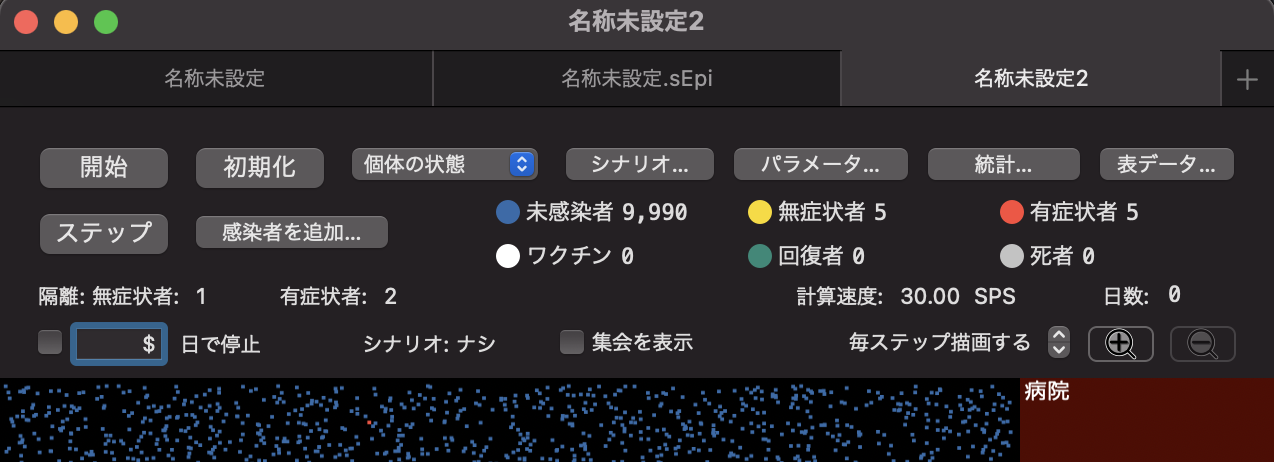 名称未設定2
名称未設定 名称未設定.sEpi 名称未設定2 +
開始 初期化 個体の状態 シナリオ... パラメータ... 統計... 表データ...
未感染者 9,990 無症状者 5 有症状者 5
ステップ 感染者を追加...
ワクチン 0 回復者 0 死者 0
隔離: 無症状者: 1 有症状者: 2 計算速度: 30.00 SPS 日数: 0
$ 日で停止 シナリオ: ナシ 集会を表示 毎ステップ描画する
病院